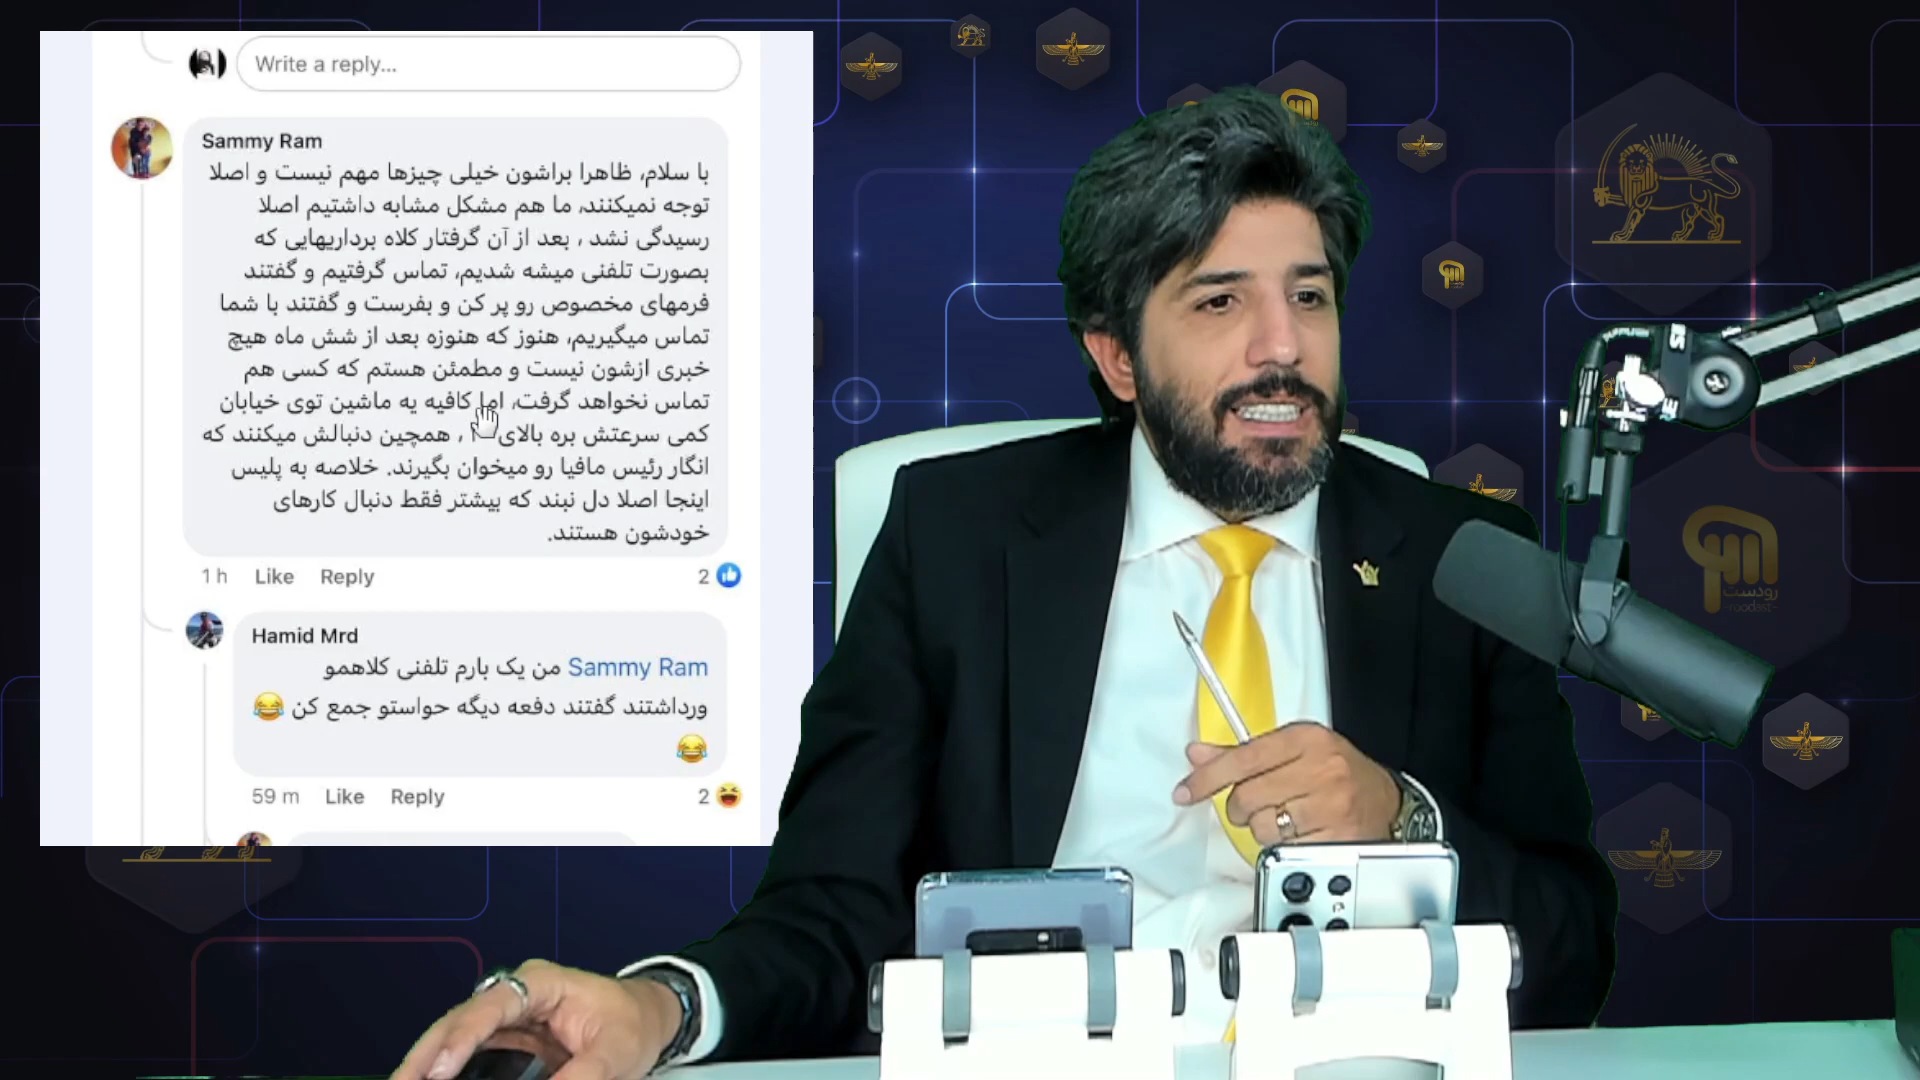 Write a reply...
Sammy Ram
با سلام، ظاهرا براشون خیلی چیزها مهم نیست و اصلا
توجه نمیکنند، ما هم مشکل مشابه داشتیم اصلا
رسیدگی نشد ، بعد از آن گرفتار کلاه برداریهایی که
بصورت تلفنی میشه شدیم، تماس گرفتیم و گفتند
فرمهای مخصوص رو پر کن و بفرست و گفتند با شما
تماس میگیریم، هنوز که هنوزه بعد از شش ماه هیچ
خبری ازشون نیست و مطمئن هستم که کسی هم
تماس نخواهد گرفت، اما کافیه یه ماشین توی خیابان
کمی سرعتش بره بالای ، همچین دنبالش میکنند که
انگار رئیس مافیا رو میخوان بگیرند. خلاصه به پلیس
اینجا اصلا دل نبند که بیشتر فقط دنبال کارهای
خودشون هستند.
1 h Like Reply 2
Hamid Mrd
Sammy Ram من یک بارم تلفنی کلاهمو
ورداشتند گفتند دفعه دیگه حواستو جمع کن 😂
😂
59 m Like Reply 2
رودست
-roodast-